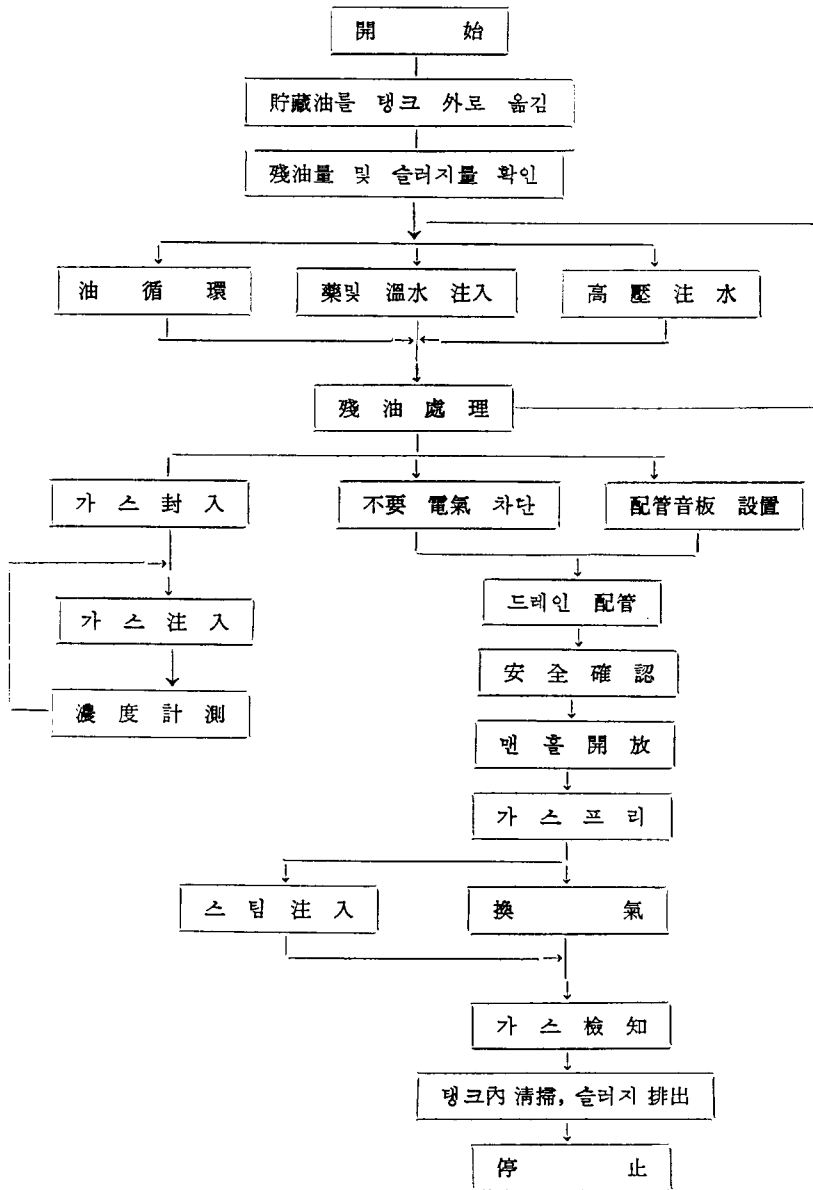 開 始
貯藏油를 탱크 外로 옮김
殘油量 및 슬러지量 확인
油 循 環
藥및 溫水 注入
高 壓 注 水
殘 油 處 理
가 스 封 入
不要 電氣 차단
配管音板 設置
드레인 配管
가 스 注 入
安 全 確 認
濃 度 計 測
맨 홀 開 放
가 스 프 리
스 팀 注 入
換 氣
가 스 檢 知
탱크內 淸掃, 슬러지 排出
停 止